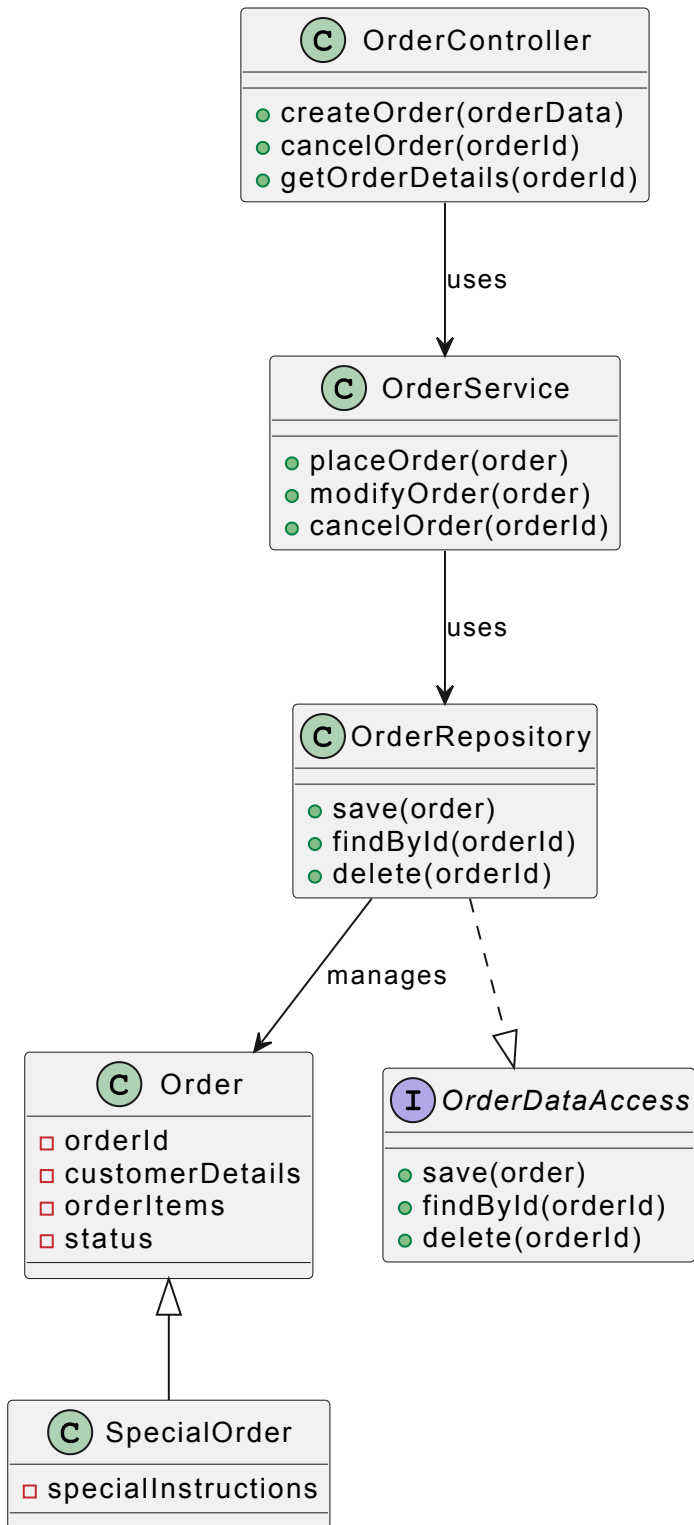 C OrderController
createOrder(orderData)
cancelOrder(orderId)
getOrderDetails(orderId)
uses
C OrderService
placeOrder(order)
modifyOrder(order)
cancelOrder(orderId)
uses
C OrderRepository
save(order)
findById(orderId)
delete(orderId)
manages
C Order
orderId
customerDetails
orderItems
status
I OrderDataAccess
save(order)
findById(orderId)
delete(orderId)
C SpecialOrder
specialInstructions